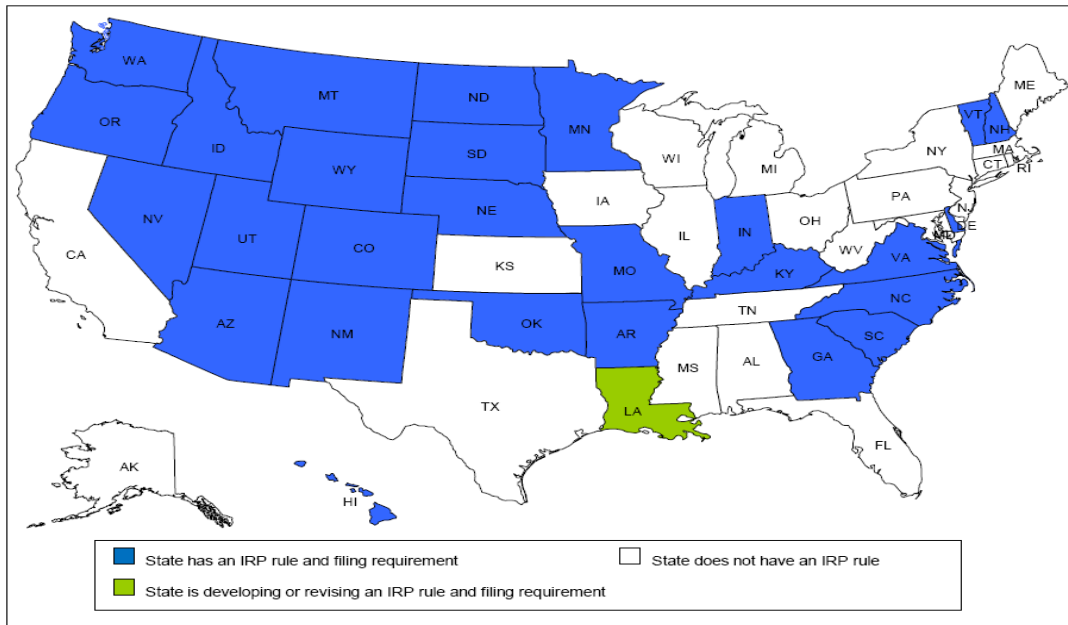 WA
MT
ND
MN
OR
ID
SD
WY
WI
MI
NY
VT
NH
ME
MA
CT
RI
NE
IA
PA
NJ
NV
UT
CO
IL
IN
OH
DE
MD
WV
VA
CA
KS
MO
KY
NC
TN
AZ
NM
OK
AR
SC
GA
MS
AL
TX
LA
FL
AK
HI
State has an IRP rule and filing requirement
State does not have an IRP rule
State is developing or revising an IRP rule and filing requirement